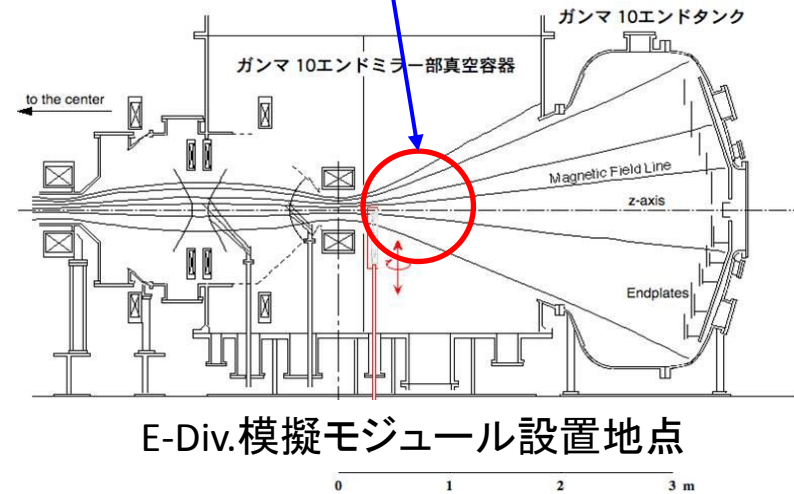 ガンマ 10エンドタンク
ガンマ 10エンドミラー部真空容器
to the center
Magnetic Field Line
z-axis
Endplates
E-Div.模擬モジュール設置地点
0 1 2 3 m